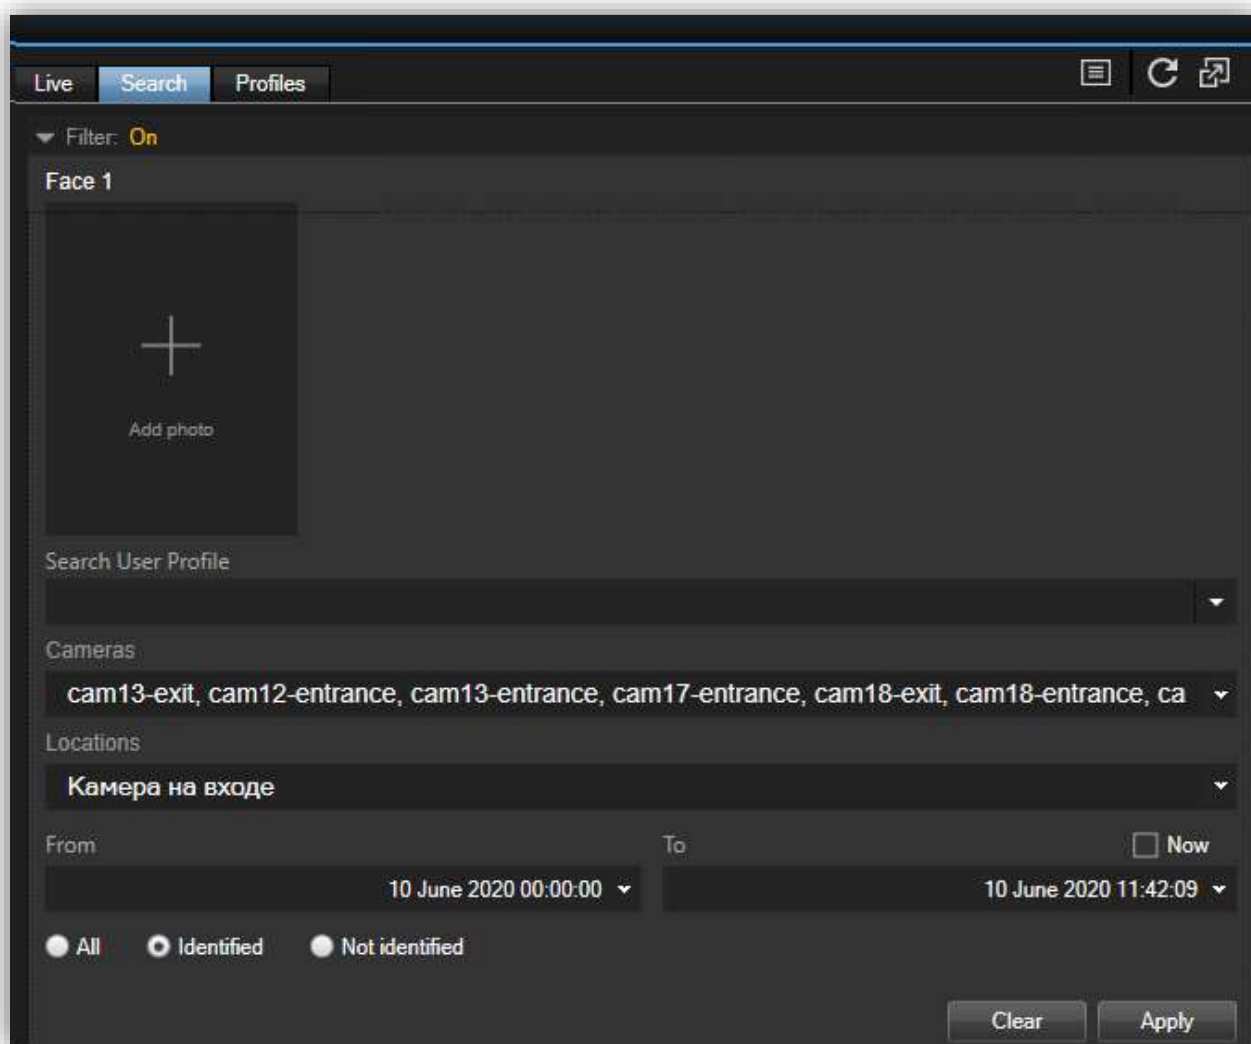 Live Search Profiles
Filter: On
Face 1
Add photo
Search User Profile
Cameras
cam13-exit, cam12-entrance, cam13-entrance, cam17-entrance, cam18-exit, cam18-entrance, ca
Locations
Камера на входе
From To Now
10 June 2020 00:00:00 10 June 2020 11:42:09
All Identified Not identified
Clear Apply